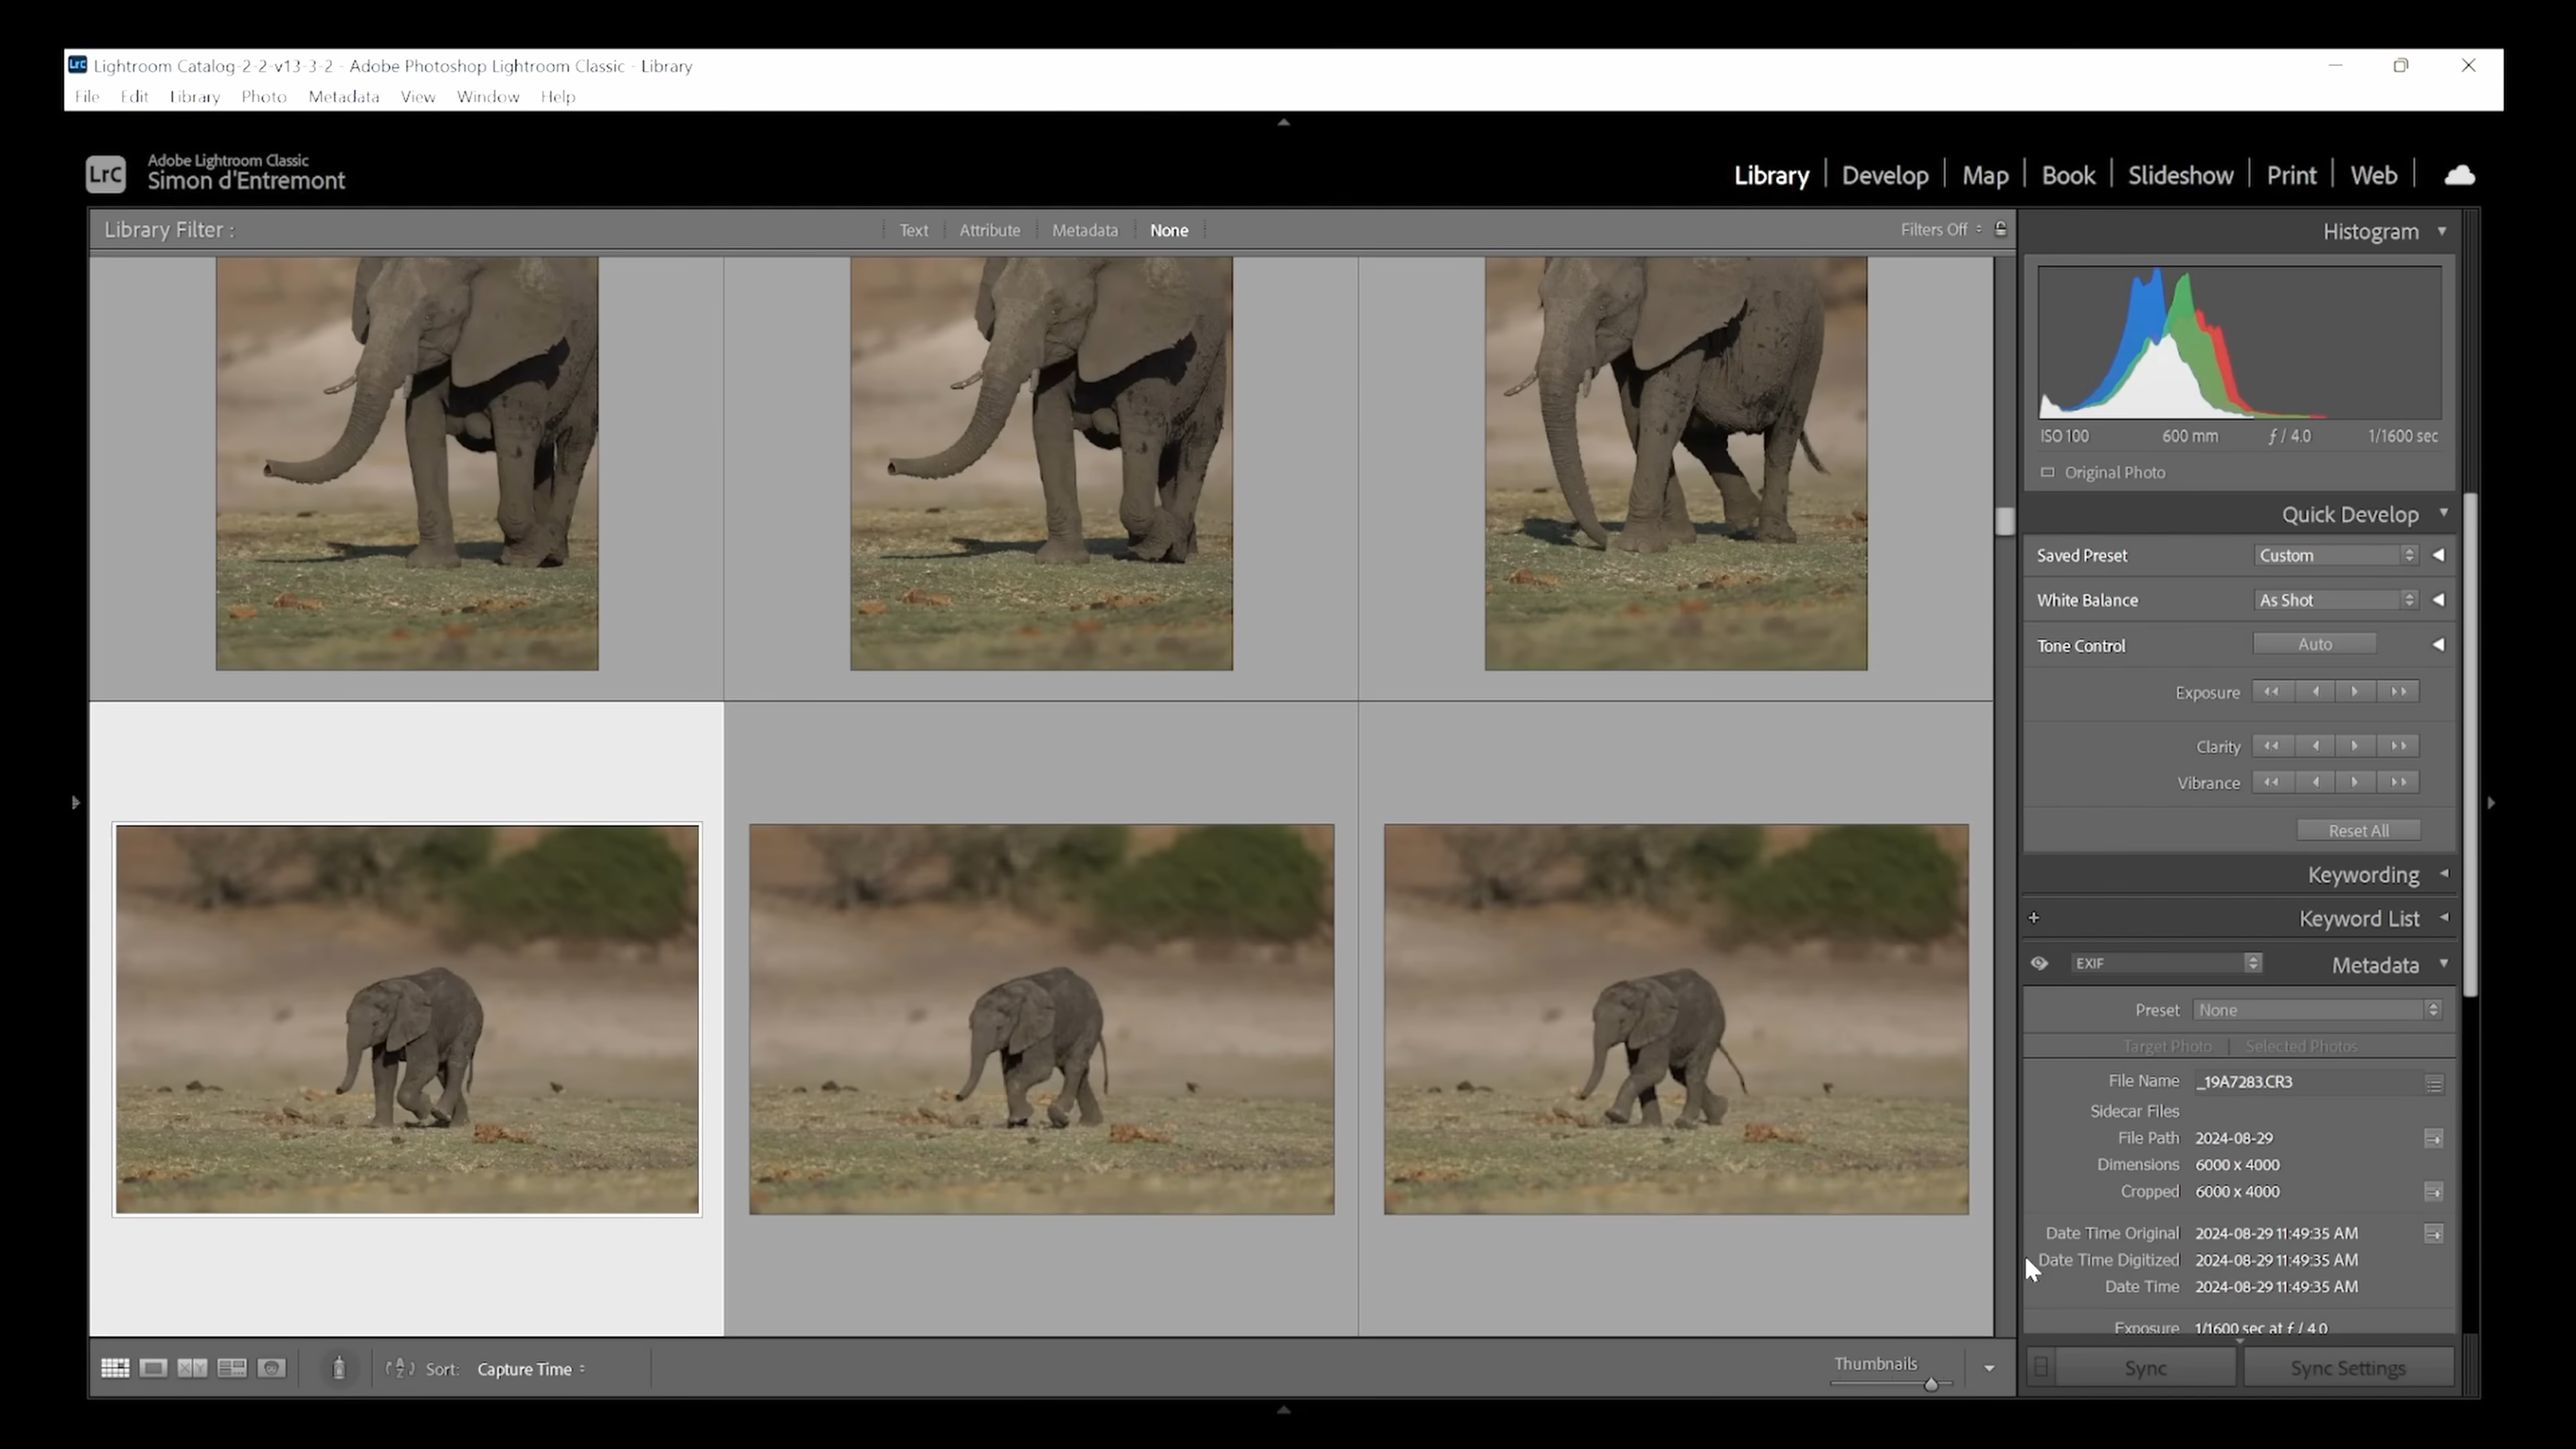 Lrc Lightroom Catalog-2-2-v13-3-2 - Adobe Photoshop Lightroom Classic - Library
File Edit Library Photo Metadata View Window Help
LrC
Adobe Lightroom Classic
Simon d'Entremont
Library | Develop | Map | Book | Slideshow | Print | Web |
Library Filter :
Text Attribute Metadata None
Filters Off
Histogram
ISO 100 600 mm ƒ / 4.0 1/1600 sec
Original Photo
Quick Develop
Saved Preset Custom
White Balance As Shot
Tone Control Auto
Exposure
Clarity
Vibrance
Reset All
Keywording
+ Keyword List
EXIF Metadata
Preset None
Target Photo | Selected Photos
File Name _19A7283.CR3
Sidecar Files
File Path 2024-08-29
Dimensions 6000 x 4000
Cropped 6000 x 4000
Date Time Original 2024-08-29 11:49:35 AM
Date Time Digitized 2024-08-29 11:49:35 AM
Date Time 2024-08-29 11:49:35 AM
Exposure 1/1600 sec at ƒ / 4.0
X Y
A Z Sort: Capture Time
Thumbnails
Sync Sync Settings